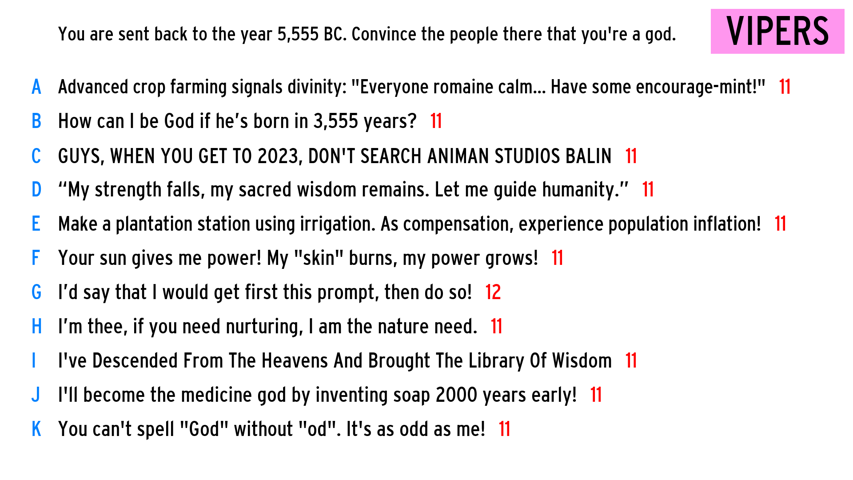 You are sent back to the year 5,555 BC. Convince the people there that you're a god.
VIPERS
A Advanced crop farming signals divinity: "Everyone romaine calm... Have some encourage-mint!" 11
B How can I be God if he’s born in 3,555 years? 11
C GUYS, WHEN YOU GET TO 2023, DON'T SEARCH ANIMAN STUDIOS BALIN 11
D “My strength falls, my sacred wisdom remains. Let me guide humanity.” 11
E Make a plantation station using irrigation. As compensation, experience population inflation! 11
F Your sun gives me power! My "skin" burns, my power grows! 11
G I’d say that I would get first this prompt, then do so! 12
H I’m thee, if you need nurturing, I am the nature need. 11
I I've Descended From The Heavens And Brought The Library Of Wisdom 11
J I'll become the medicine god by inventing soap 2000 years early! 11
K You can't spell "God" without "od". It's as odd as me! 11